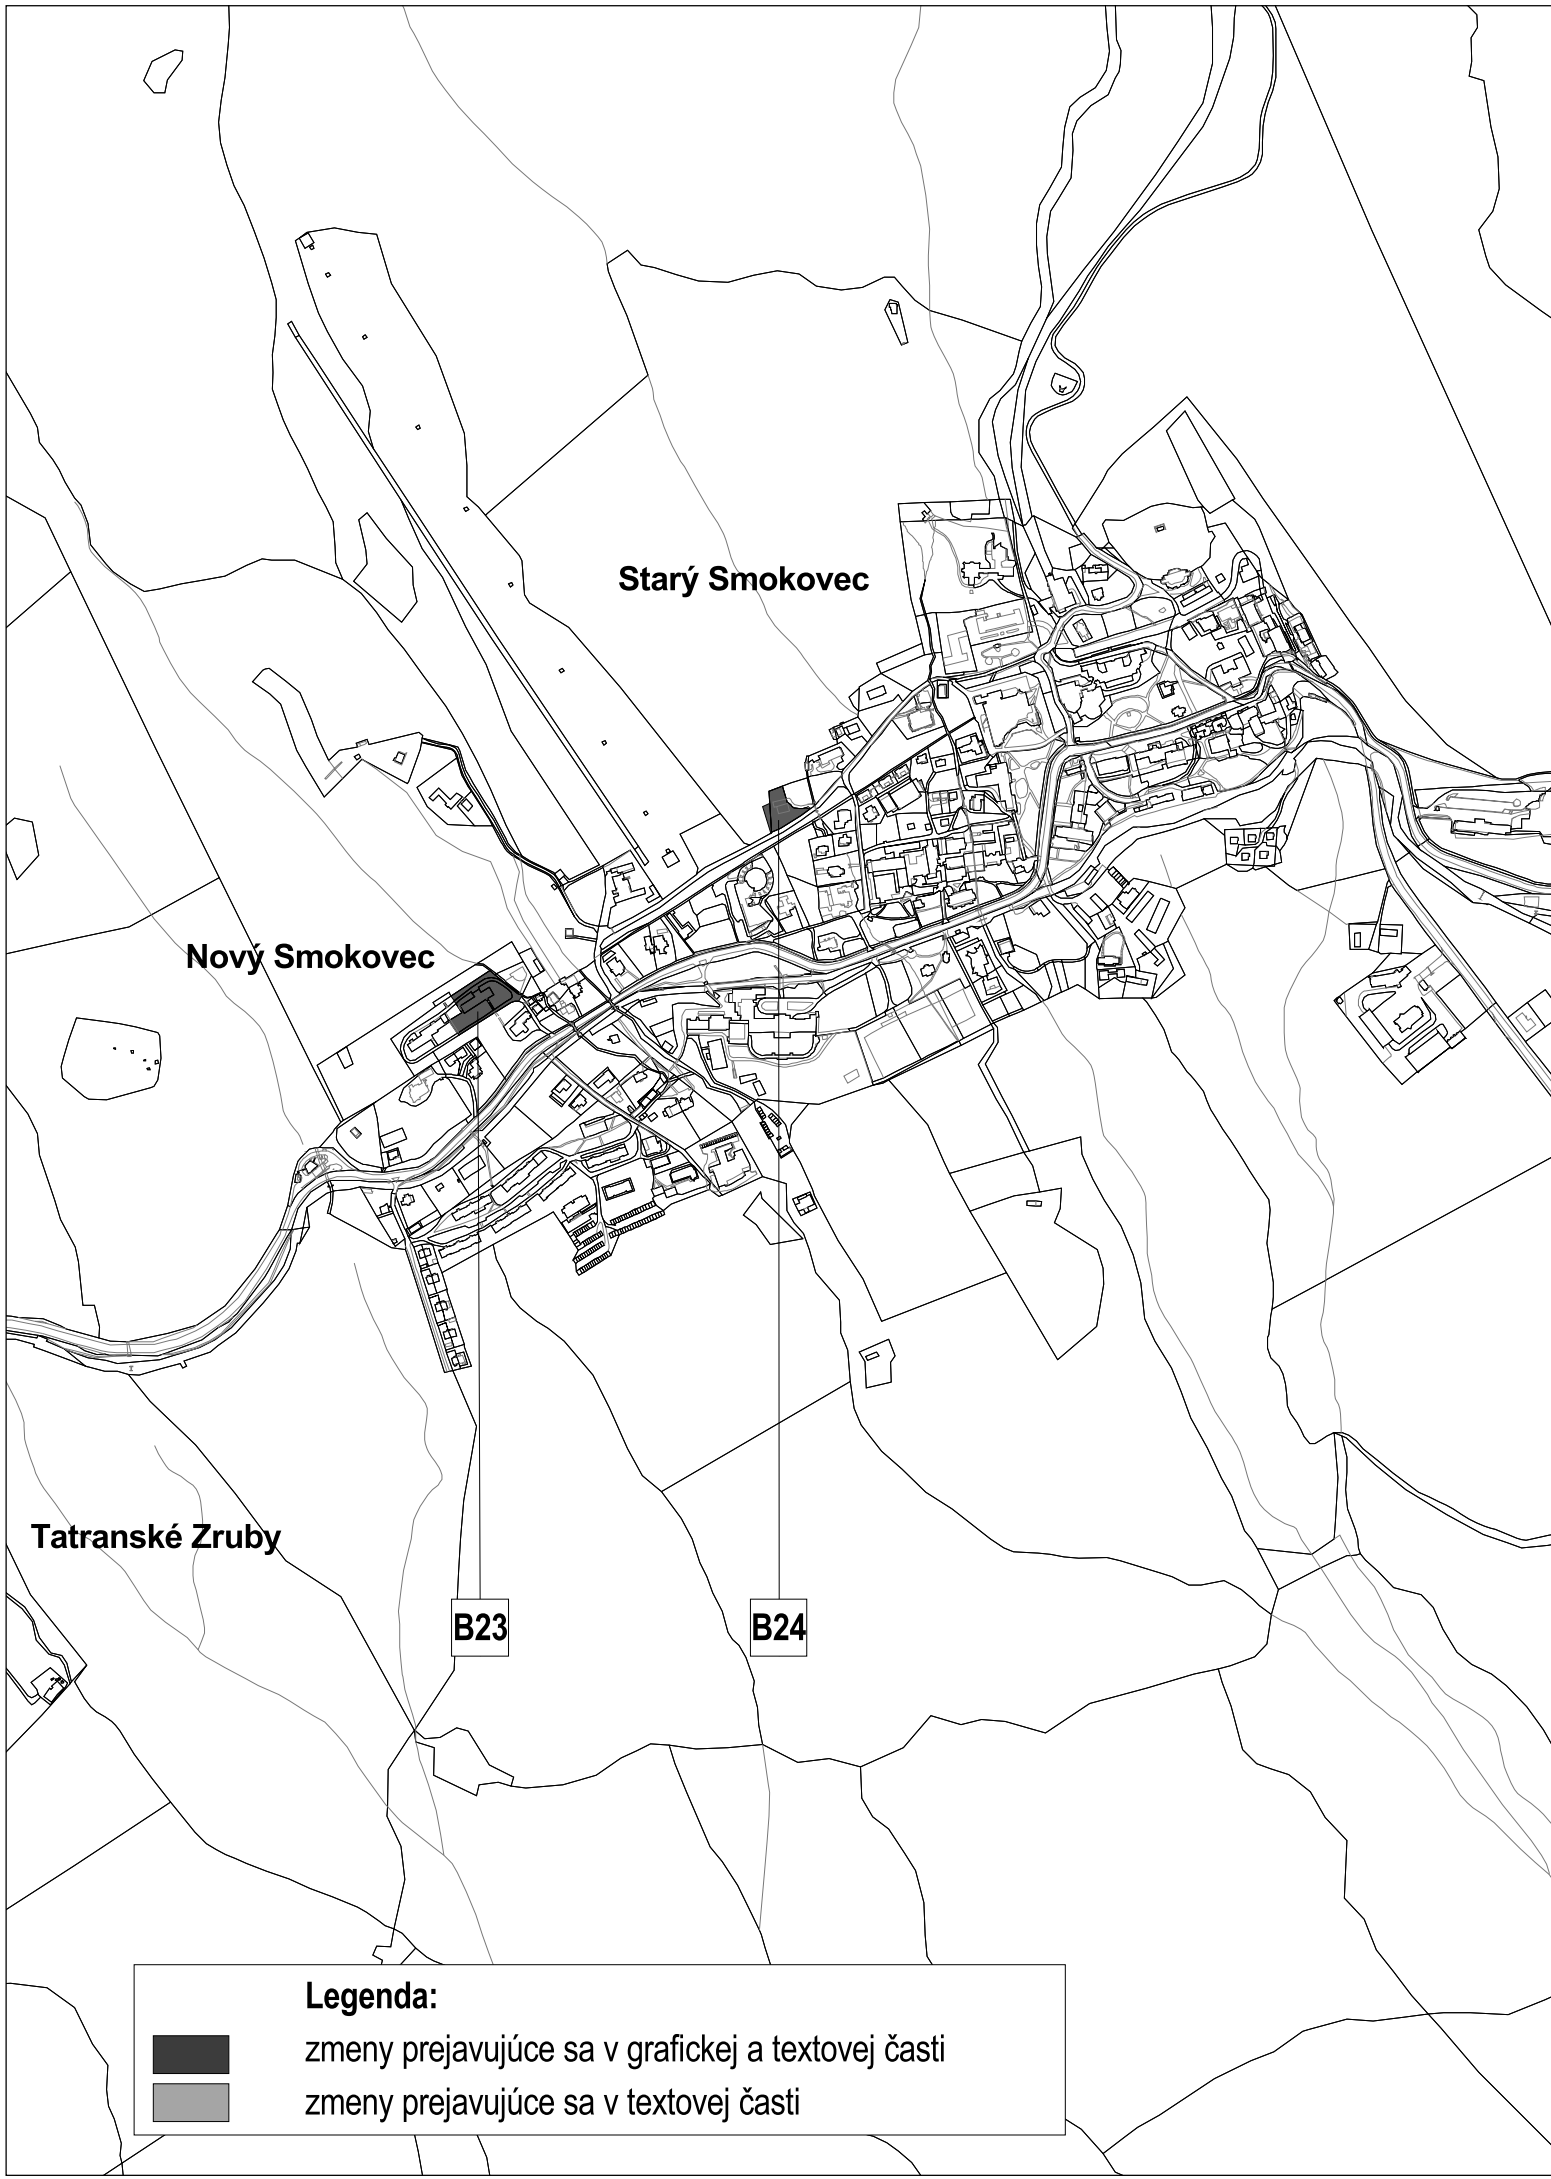 Starý Smokovec
Nový Smokovec
Tatranské Zruby
B23
B24
Legenda:
zmeny prejavujúce sa v grafickej a textovej časti
zmeny prejavujúce sa v textovej časti